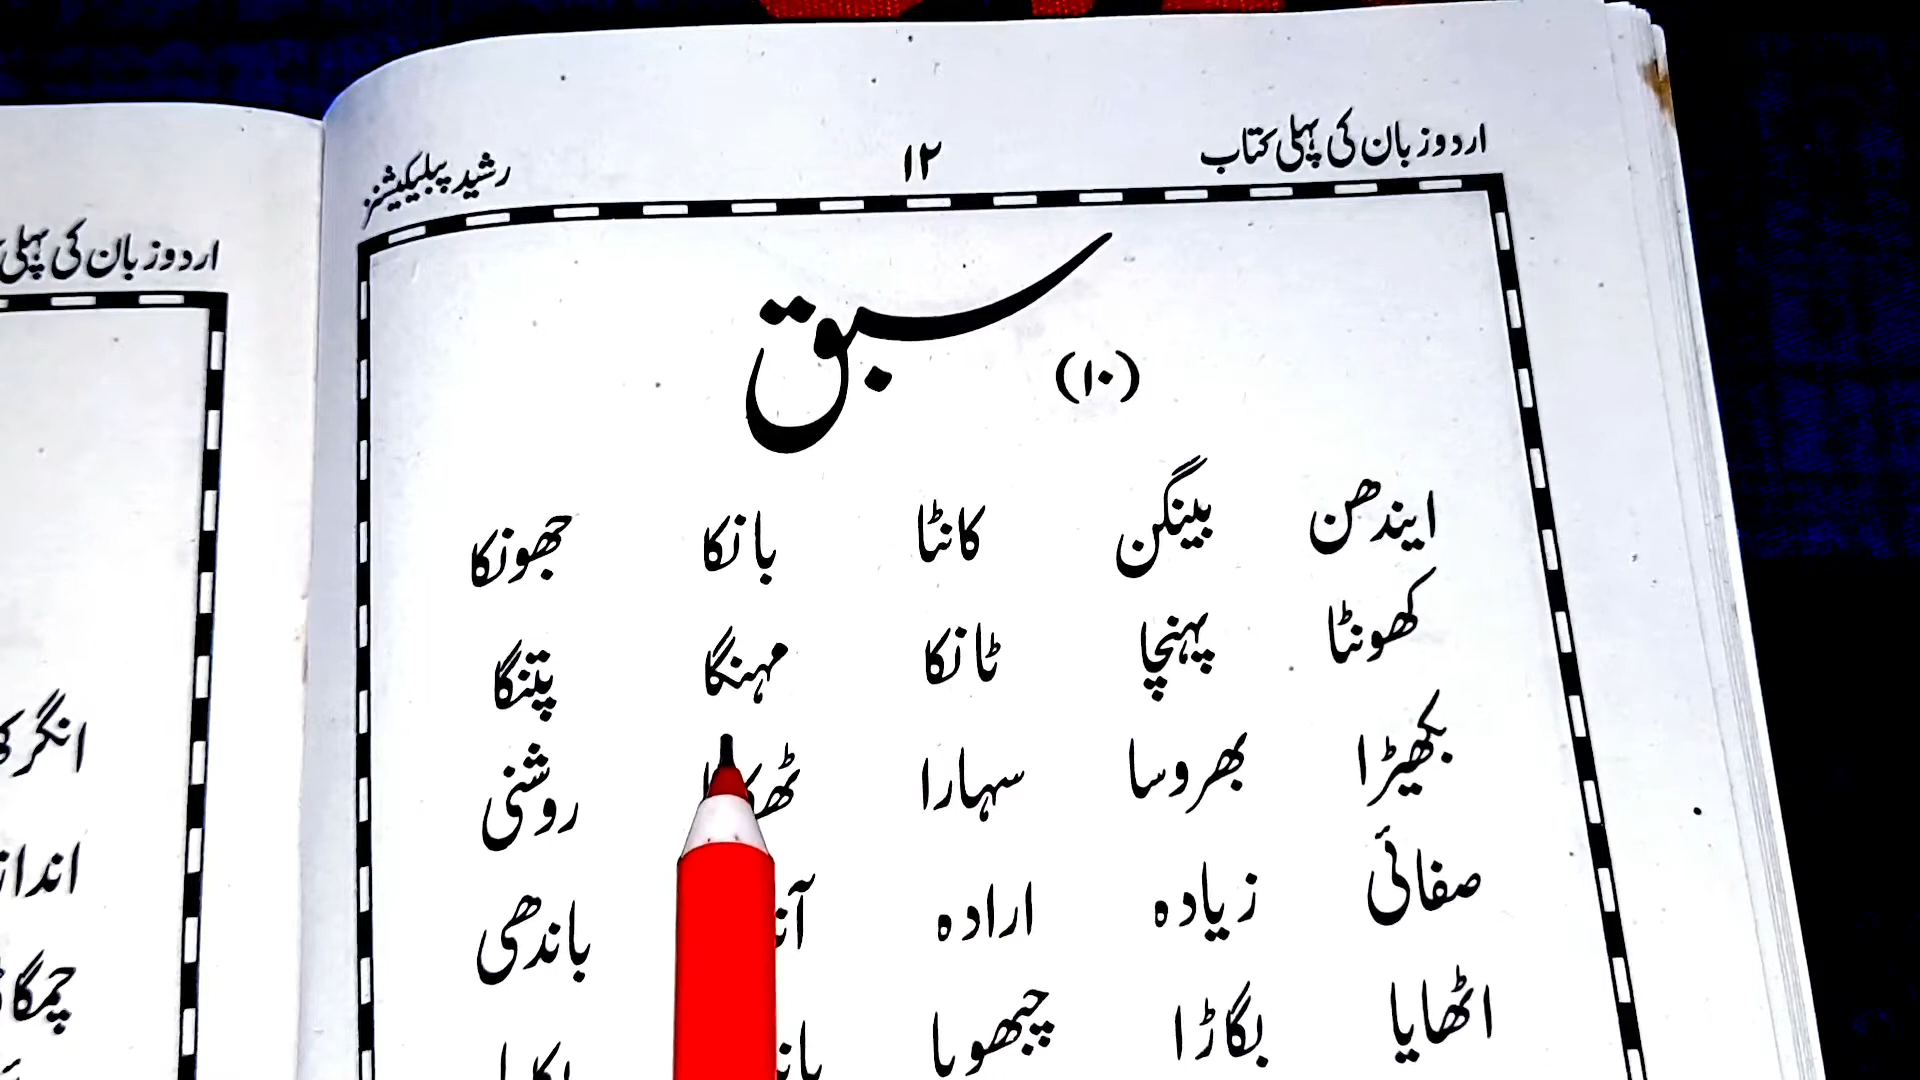 اردو زبان کی پہلی کتاب ۱۲ رشید پبلیکیشنز
سبق
(۱۰)
ایندھن بینگن کانٹا بانکا جھونکا
کھونٹا پہنچا ٹانکا مہنگا پتنگا
بکھیڑا بھروسا سہارا روشنی
صفائی زیادہ ارادہ باندھی
اٹھایا بگاڑا چبھویا
اردو زبان کی پہلی